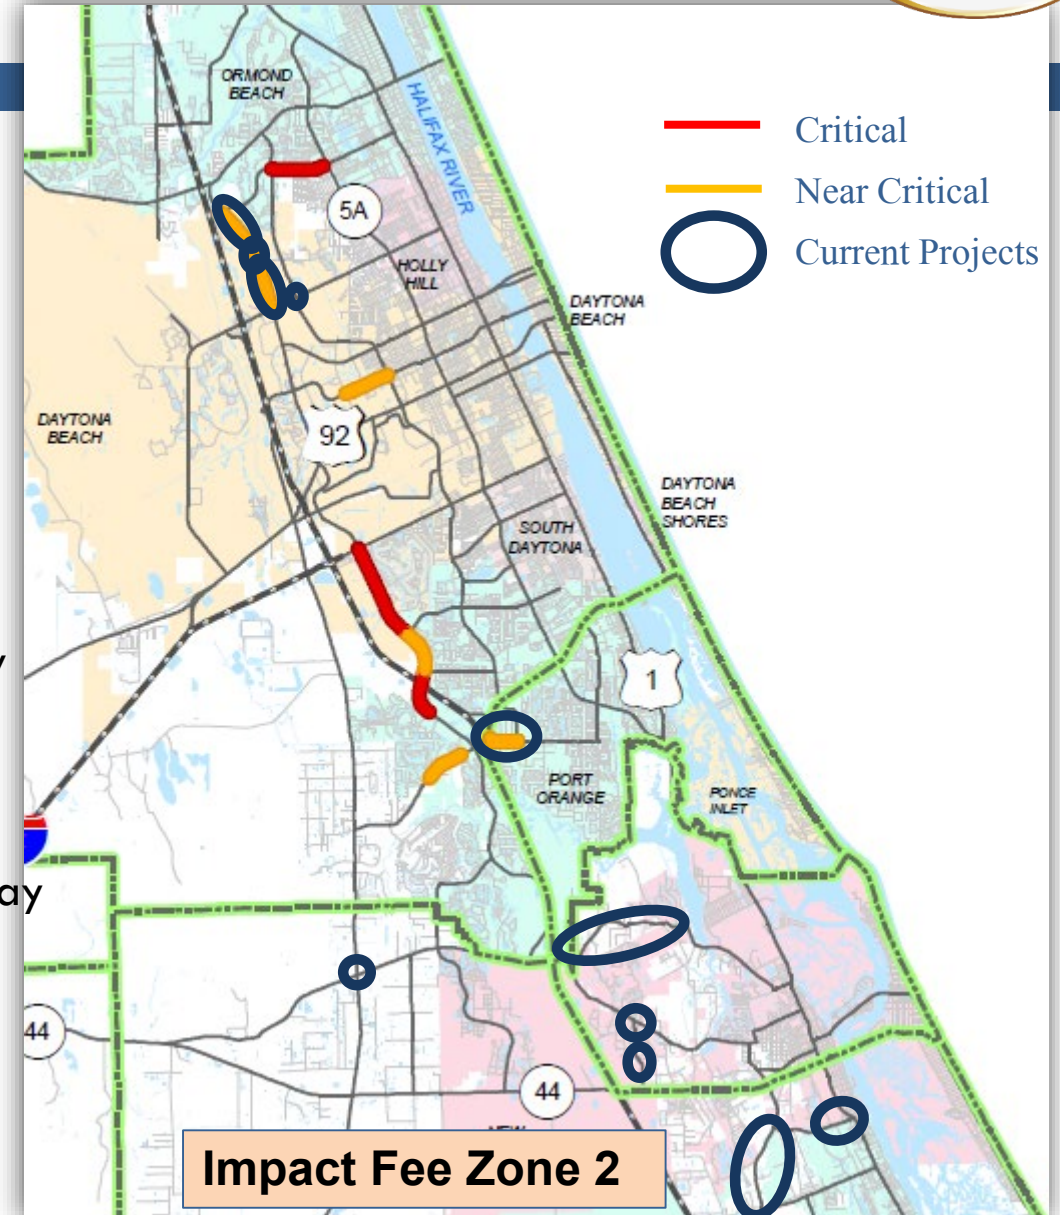 ORMOND
BEACH
HALIFAX RIVER
Critical
Near Critical
Current Projects
5A
HOLLY
HILL
DAYTONA
BEACH
DAYTONA
BEACH
92
DAYTONA
BEACH
SHORES
SOUTH
DAYTONA
1
PORT
ORANGE
PONCE
INLET
ay
44
44
Impact Fee Zone 2